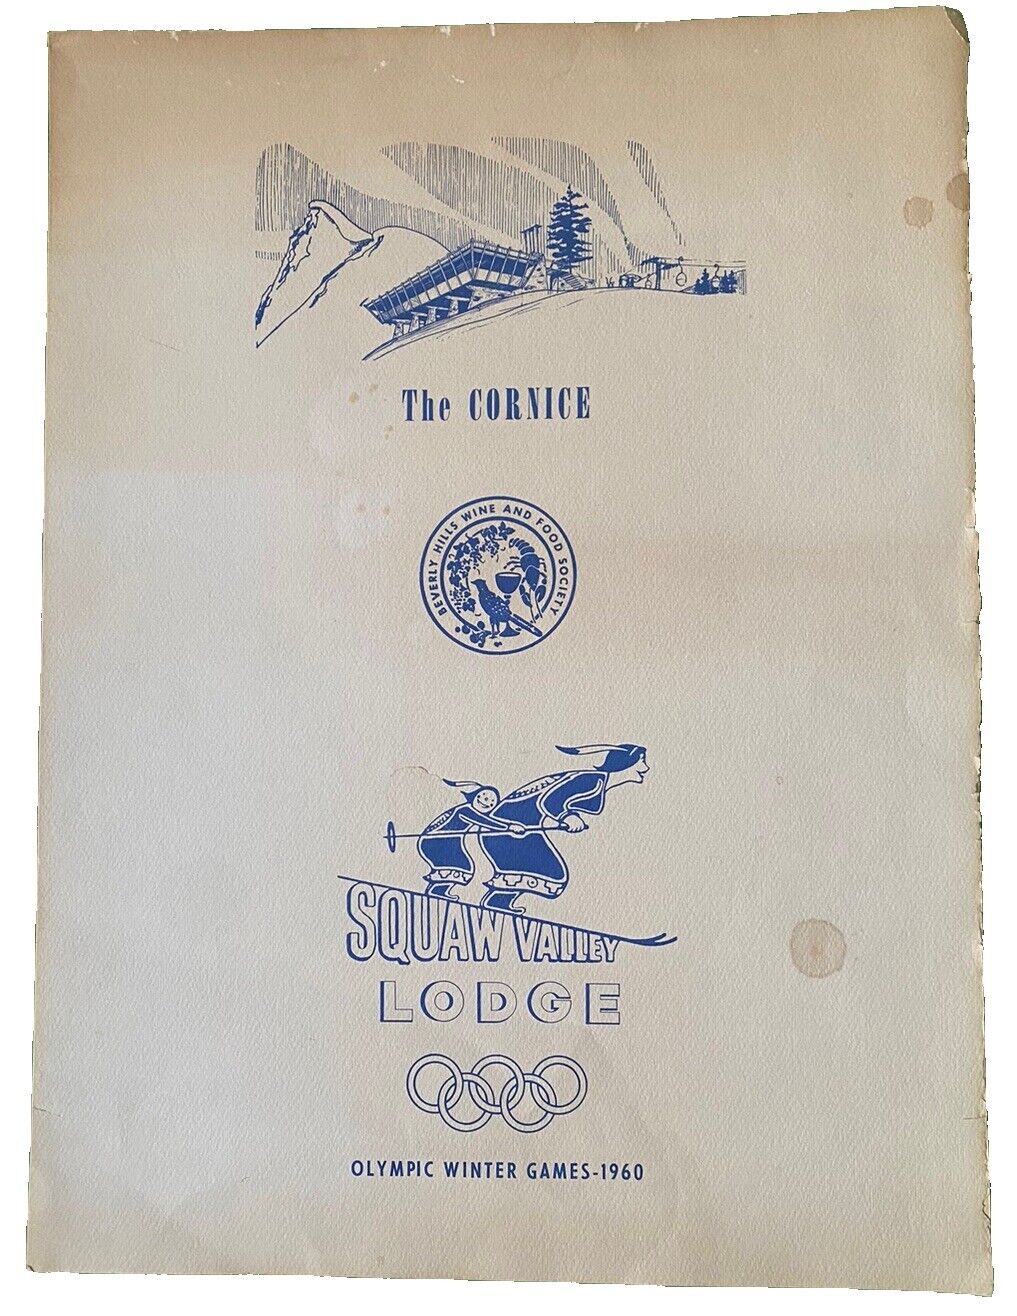 The CORNICE
BEVERLY HILLS WINE AND FOOD SOCIETY
SQUAW VALLEY
LODGE
OLYMPIC WINTER GAMES-1960